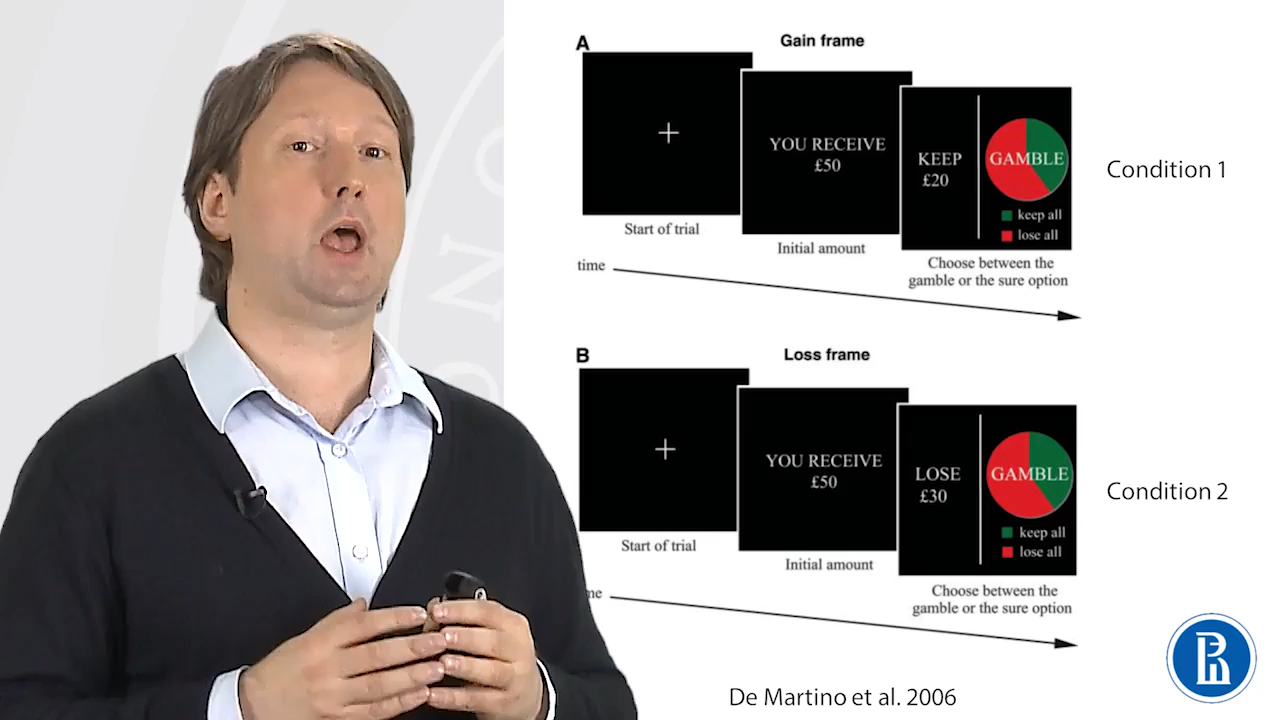 A
Gain frame
+
YOU RECEIVE
£50
KEEP
£20
GAMBLE
keep all
lose all
Start of trial
Initial amount
Choose between the
gamble or the sure option
time
Condition 1
B
Loss frame
+
YOU RECEIVE
£50
LOSE
£30
GAMBLE
keep all
lose all
Start of trial
Initial amount
Choose between the
gamble or the sure option
me
Condition 2
De Martino et al. 2006